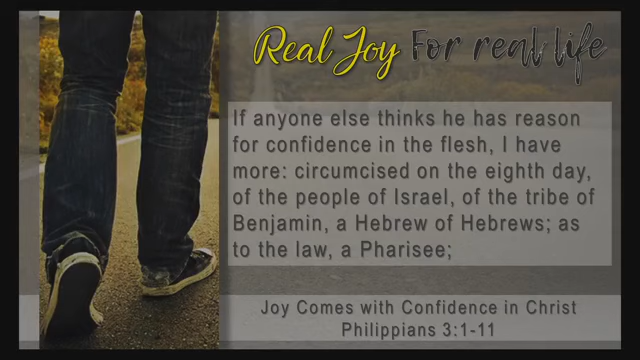 Real Joy For real life
If anyone else thinks he has reason
for confidence in the flesh, I have
more: circumcised on the eighth day,
of the people of Israel, of the tribe of
Benjamin, a Hebrew of Hebrews; as
to the law, a Pharisee;
Joy Comes with Confidence in Christ
Philippians 3:1-11